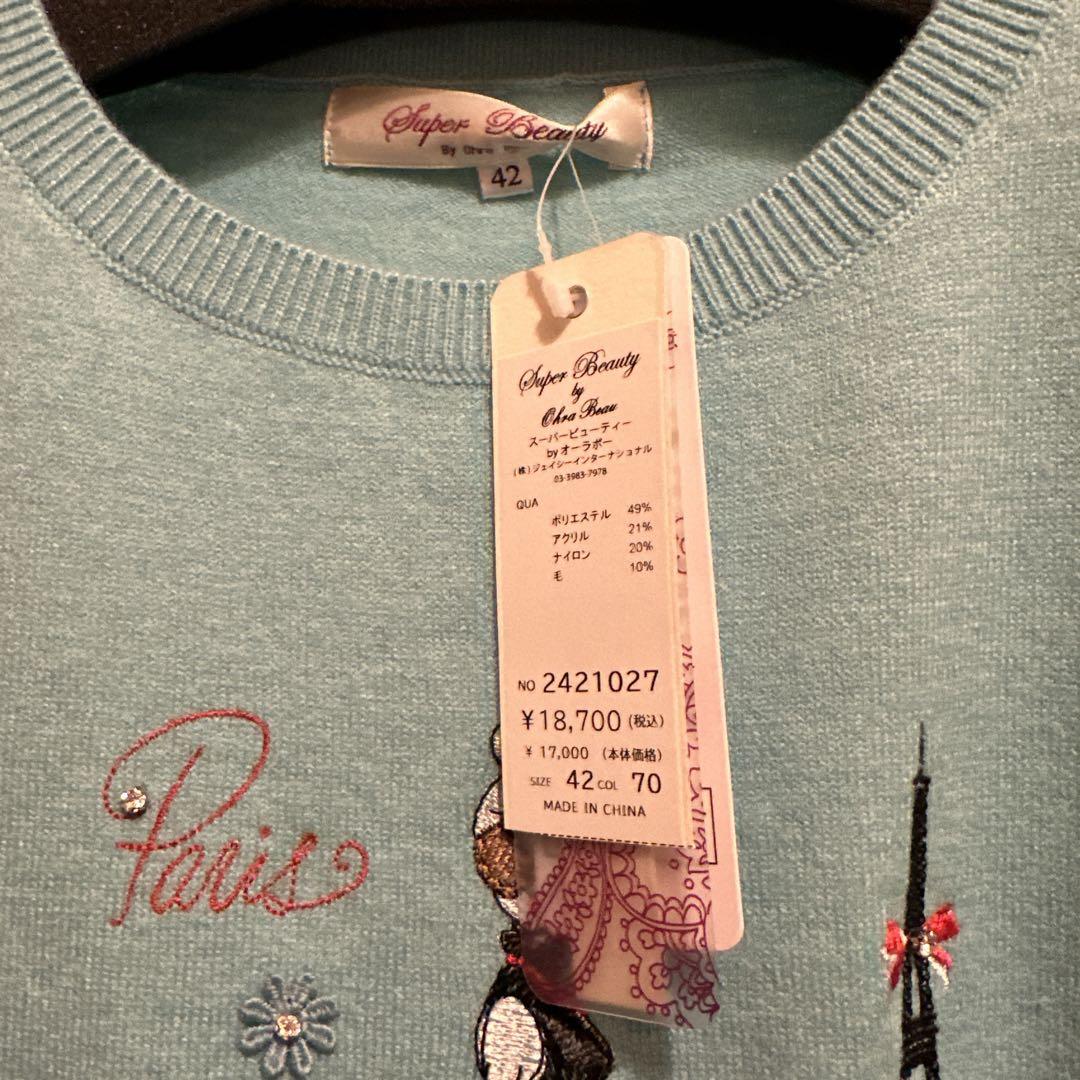 Super Beauty
By
42
Super Beauty
by
Ohra Beau
スーパービューティー
byオーラボー
(株)ジェイシーインターナショナル
03-3983-7978
QUA
ポリエステル 49%
アクリル 21%
ナイロン 20%
毛 10%
NO 2421027
¥18,700(税込)
¥ 17,000 (本体価格)
SIZE 42 COL 70
MADE IN CHINA
Paris